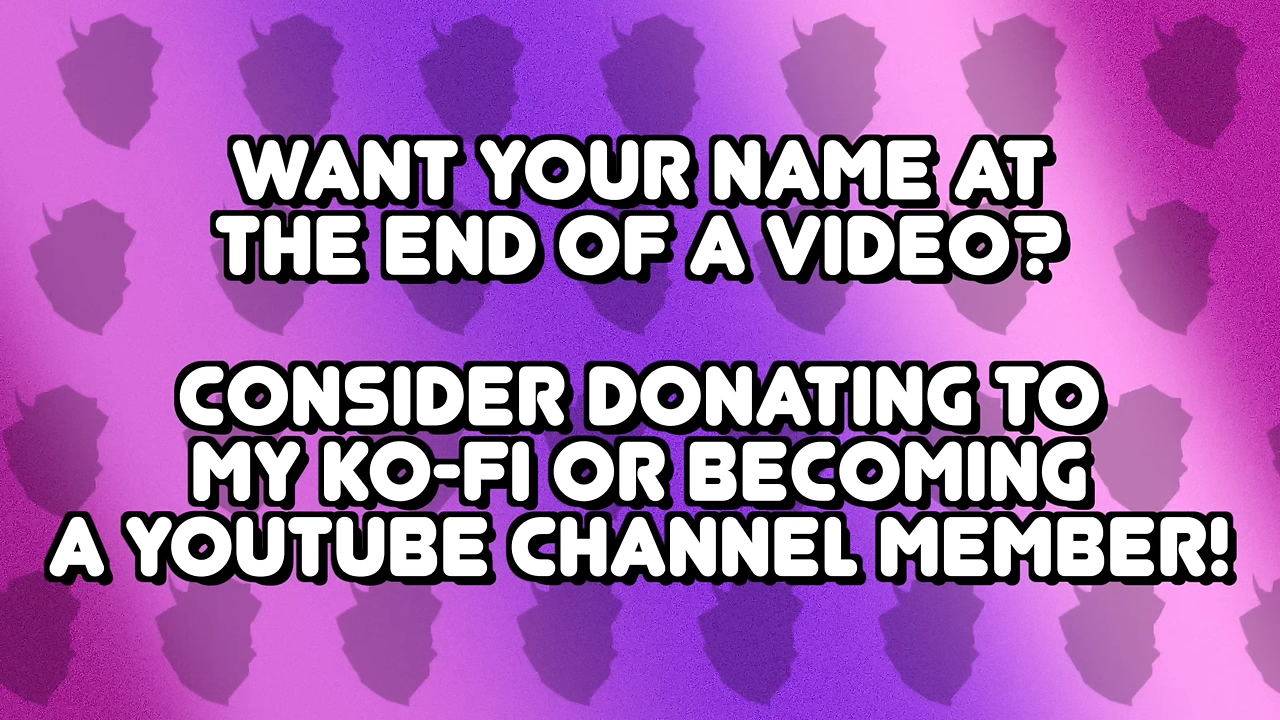 WANT YOUR NAME AT
THE END OF A VIDEO?
CONSIDER DONATING TO
MY KO-FI OR BECOMING
A YOUTUBE CHANNEL MEMBER!